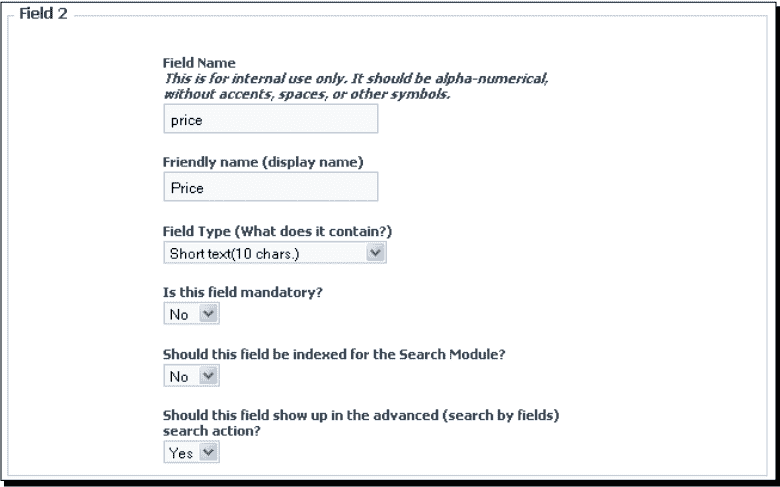 Field 2
Field Name
This is for internal use only. It should be alpha-numerical,
without accents, spaces, or other symbols.
price
Friendly name (display name)
Price
Field Type (What does it contain?)
Short text(10 chars.)
Is this field mandatory?
No
Should this field be indexed for the Search Module?
No
Should this field show up in the advanced (search by fields)
search action?
Yes